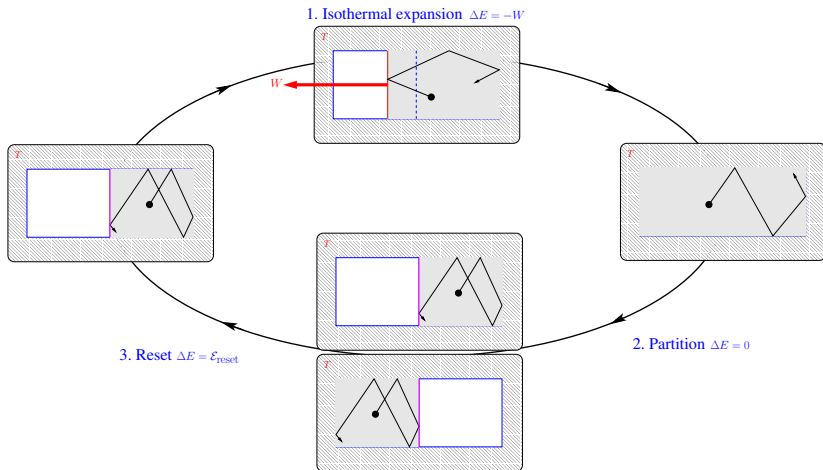 1. Isothermal expansion ΔE = −W
T
W
T
T
T
3. Reset ΔE = ℰ_reset
2. Partition ΔE = 0
T